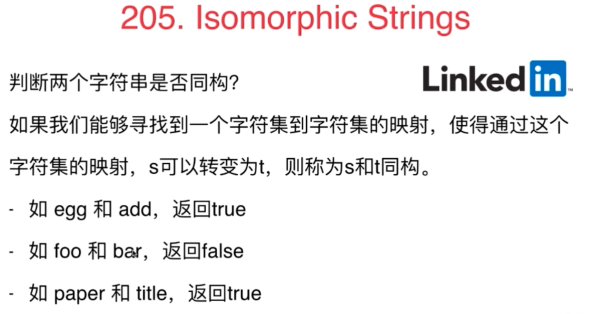 205. Isomorphic Strings
判断两个字符串是否同构?
LinkedIn™
如果我们能够寻找到一个字符集到字符集的映射，使得通过这个
字符集的映射，s可以转变为t，则称为s和t同构。
- 如 egg 和 add，返回true
- 如 foo 和 bar，返回false
- 如 paper 和 title，返回true